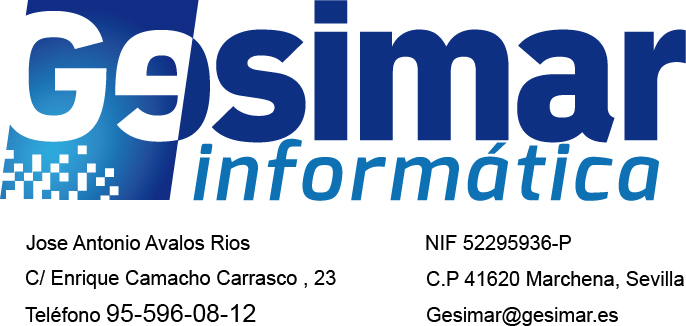 Gesimar
informática
Jose Antonio Avalos Rios
NIF 52295936-P
C/ Enrique Camacho Carrasco , 23
C.P 41620 Marchena, Sevilla
Teléfono 95-596-08-12
Gesimar@gesimar.es